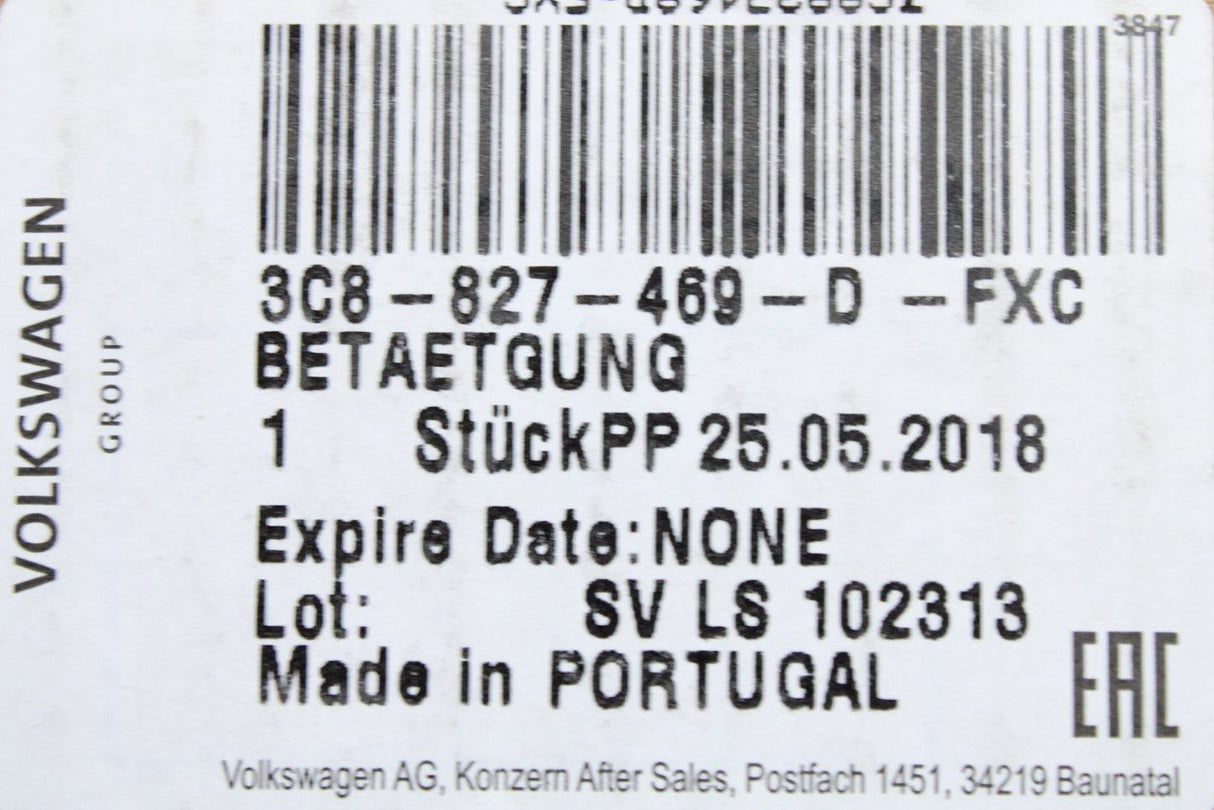 3847
3C8-827-469-D -FXC
BETAETGUNG
1 StückPP 25.05.2018
Expire Date:NONE
Lot: SV LS 102313
Made in PORTUGAL
EAC
Volkswagen AG, Konzern After Sales, Postfach 1451, 34219 Baunatal
VOLKSWAGEN
GROUP